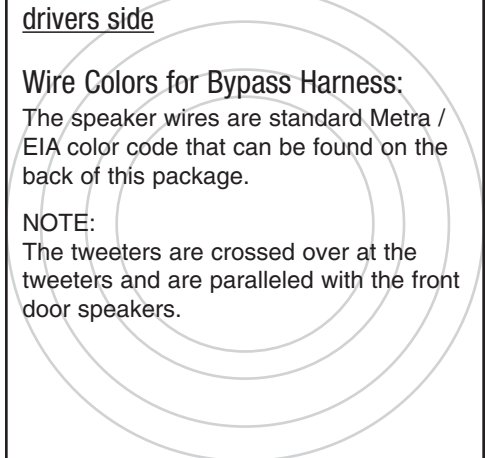 drivers side
Wire Colors for Bypass Harness:
The speaker wires are standard Metra /
EIA color code that can be found on the
back of this package.
NOTE:
The tweeters are crossed over at the
tweeters and are paralleled with the front
door speakers.